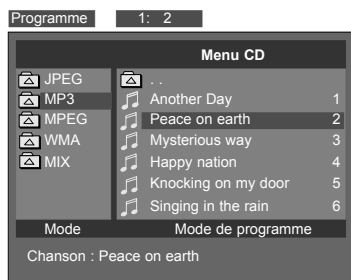 Programme 1: 2
Menu CD
JPEG . .
MP3 Another Day 1
MPEG Peace on earth 2
WMA Mysterious way 3
MIX Happy nation 4
Knocking on my door 5
Singing in the rain 6
Mode Mode de programme
Chanson : Peace on earth